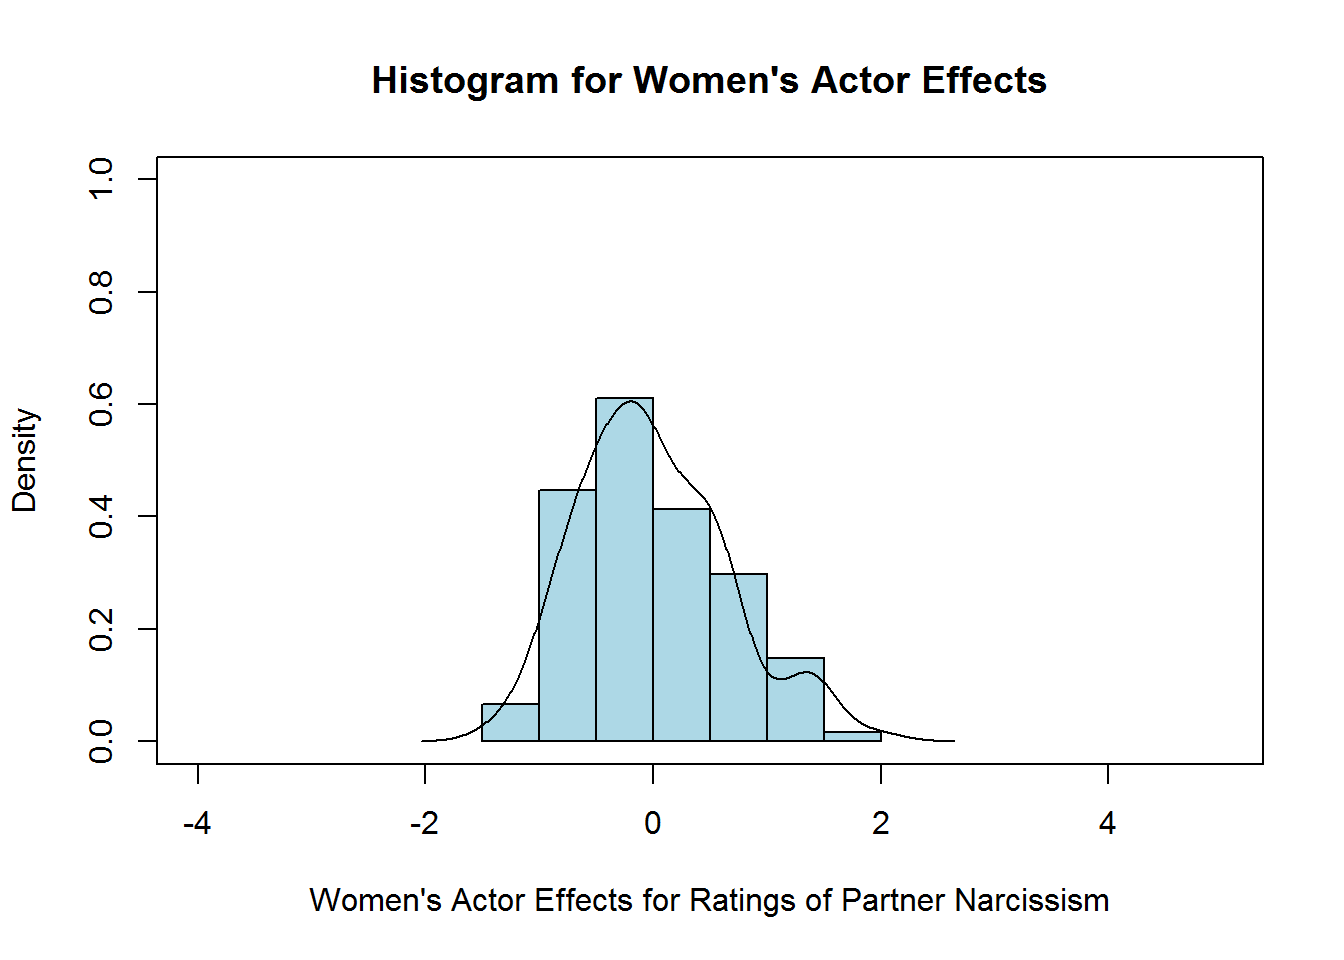 Histogram for Women's Actor Effects
Density
1.0
0.8
0.6
0.4
0.2
0.0
-4 -2 0 2 4
Women's Actor Effects for Ratings of Partner Narcissism